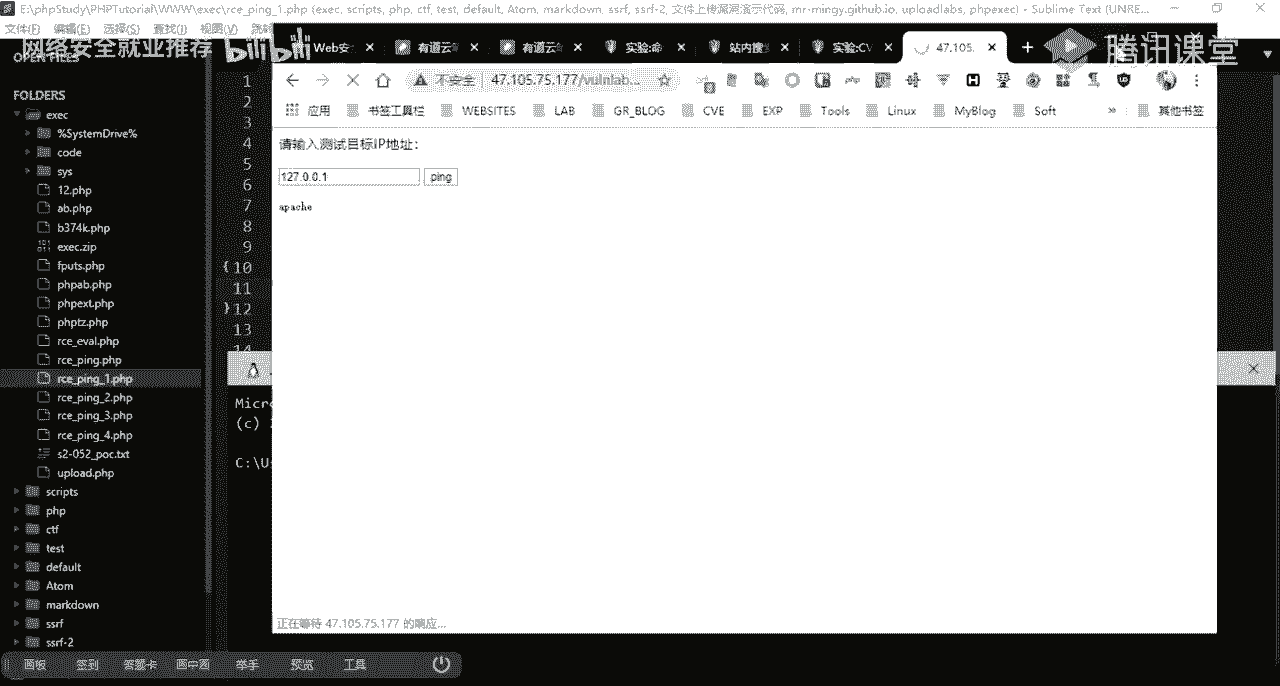 E:\phpStudy\PHPTutorial\WWW\exec\rce_ping_1.php (exec, scripts, php, ctf, test, default, Atom, markdown, ssrf, ssrf-2, 文件上传漏洞演示代码, mr-mingy.github.io, uploadlabs, phpexec) - Sublime Text (UNRE...
文件(F) 编辑(E) 选择(S) 查找(I) 视图(V)
网络安全就业推荐 bilibili
腾讯课堂
Web安 × 有道云 × 有道云 × 实验:命 × 站内搜 × 实验:CV × 47.105. × +
不安全 | 47.105.75.177/vulnlab...
应用 书签工具栏 WEBSITES LAB GR_BLOG CVE EXP Tools Linux MyBlog Soft » 其他书签
请输入测试目标IP地址：
127.0.0.1 ping
apache
正在等待 47.105.75.177 的响应...
OPEN FILES
FOLDERS
exec
%SystemDrive%
code
sys
12.php
ab.php
b374k.php
exec.zip
fputs.php
phpab.php
phpext.php
phptz.php
rce_eval.php
rce_ping.php
rce_ping_1.php
rce_ping_2.php
rce_ping_3.php
rce_ping_4.php
s2-052_poc.txt
upload.php
scripts
php
ctf
test
default
Atom
markdown
ssrf
ssrf-2
1
2
3
4
5
6
7
8
9
{ 10
11
} 12
13
14
Micr
(c)
C:\U
画板 签到 答题卡 画中画 举手 预览 工具